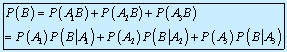 P(B) = P(A₁B) + P(A₂B) + P(A₃B)
= P(A₁)P(B|A₁) + P(A₂)P(B|A₂) + P(A₃)P(B|A₃)